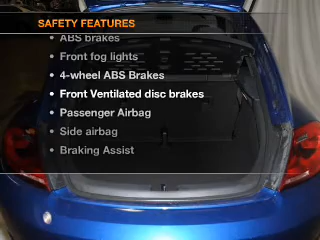 SAFETY FEATURES
• ABS brakes
• Front fog lights
• 4-wheel ABS Brakes
• Front Ventilated disc brakes
• Passenger Airbag
• Side airbag
• Braking Assist